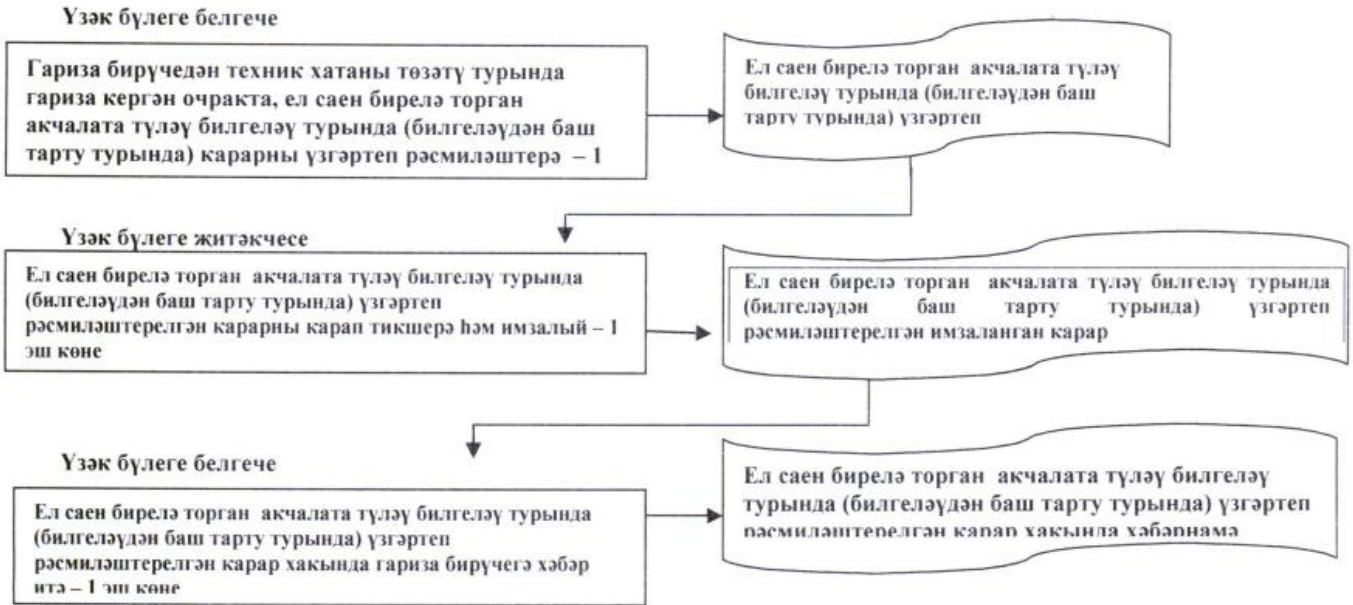 Үзәк бүлеге белгече
Гариза бирүчедән техник хатаны төзәтү турында
гариза кергән очракта, ел саен бирелә торган
акчалата түләү билгеләү турында (билгеләүдән баш
тарту турында) карарны үзгәртеп рәсмиләштерә – 1
Ел саен бирелә торган акчалата түләү
билгеләү турында (билгеләүдән баш
тарту турында) үзгәртеп
Үзәк бүлеге җитәкчесе
Ел саен бирелә торган акчалата түләү билгеләү турында
(билгеләүдән баш тарту турында) үзгәртеп
рәсмиләштерелгән карарны карап тикшерә һәм имзалый – 1
эш көне
Ел саен бирелә торган акчалата түләү билгеләү турында
(билгеләүдән баш тарту турында) үзгәртеп
рәсмиләштерелгән имзаланган карар
Үзәк бүлеге белгече
Ел саен бирелә торган акчалата түләү билгеләү турында
(билгеләүдән баш тарту турында) үзгәртеп
рәсмиләштерелгән карар хакында гариза бирүчегә хәбәр
итә – 1 эш көне
Ел саен бирелә торган акчалата түләү билгеләү
турында (билгеләүдән баш тарту турында) үзгәртеп
рәсмиләштерелгән карар хакында хәбәрнамә